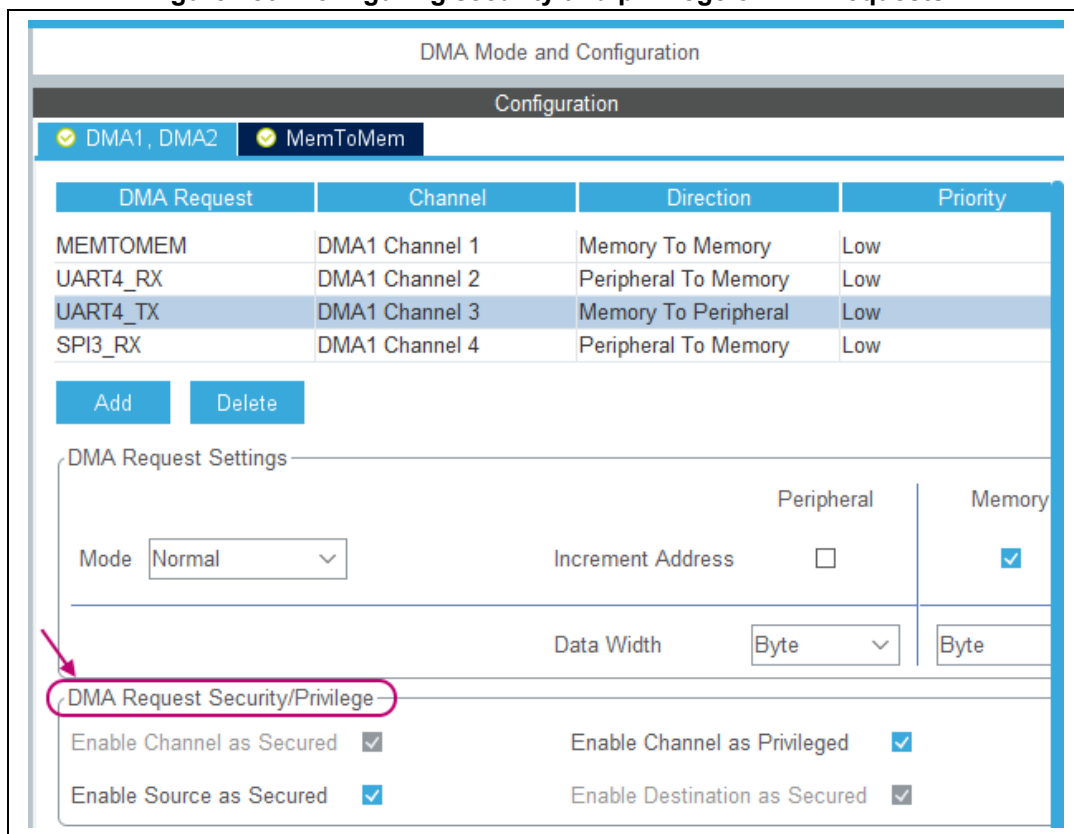 DMA Mode and Configuration
Configuration
DMA1, DMA2 MemToMem
DMA Request Channel Direction Priority
MEMTOMEM DMA1 Channel 1 Memory To Memory Low
UART4_RX DMA1 Channel 2 Peripheral To Memory Low
UART4_TX DMA1 Channel 3 Memory To Peripheral Low
SPI3_RX DMA1 Channel 4 Peripheral To Memory Low
Add Delete
DMA Request Settings
Peripheral Memory
Mode Normal Increment Address
Data Width Byte Byte
DMA Request Security/Privilege
Enable Channel as Secured Enable Channel as Privileged
Enable Source as Secured Enable Destination as Secured